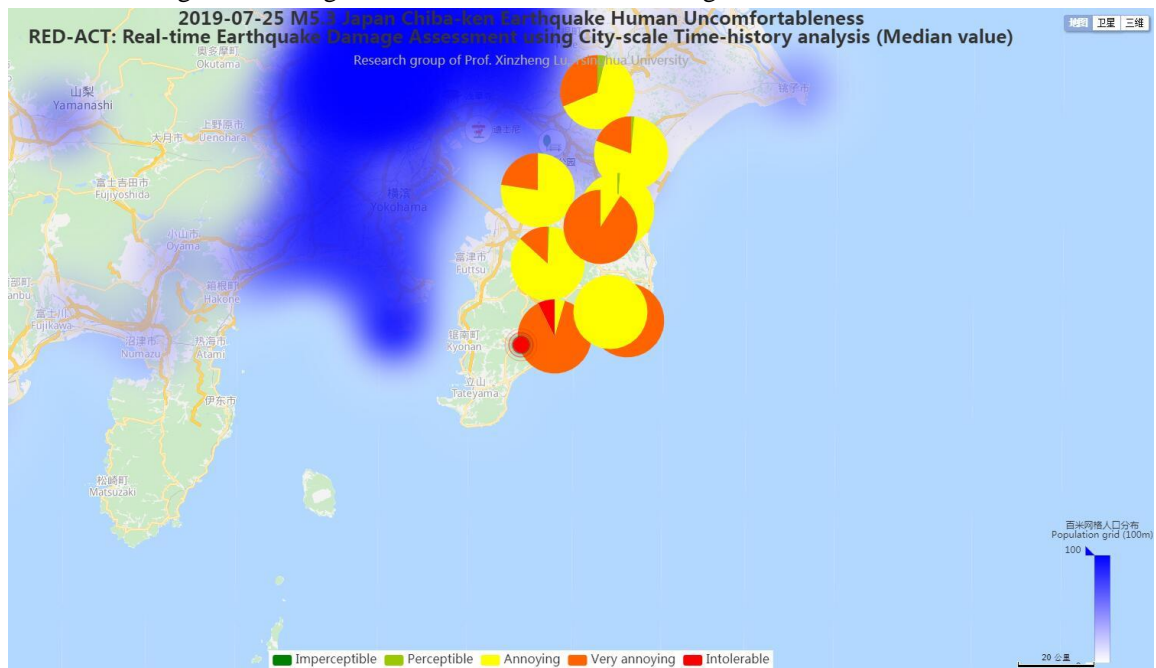 2019-07-25 M5.3 Japan Chiba-ken Earthquake Human Uncomfortableness
RED-ACT: Real-time Earthquake Damage Assessment using City-scale Time-history analysis (Median value)
Research group of Prof. Xinzheng Lu, Tsinghua University
地图 卫星 三维
奥多摩町
Okutama
山梨
Yamanashi
上野原市
Uenohara
大月市
铫子市
富士吉田市
Fujiyoshida
横滨
Yokohama
小山市
Oyama
富津市
Futtsu
箱根町
Hakone
富士川
Fujikawa
沼津市
Numazu
热海市
Atami
锯南町
Kyonan
立山
Tateyama
伊东市
松崎町
Matsuzaki
百米网格人口分布
Population grid (100m)
100
20 公里
Imperceptible Perceptible Annoying Very annoying Intolerable